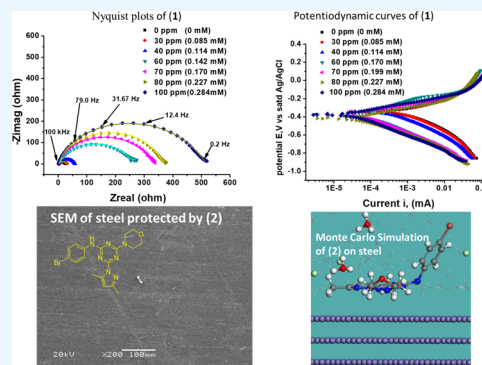 Nyquist plots of (1)
600
500
400
300
200
100
0
-Zimag (ohm)
0 ppm (0 mM)
30 ppm (0.085 mM)
40 ppm (0.114 mM)
60 ppm (0.142 mM)
70 ppm (0.170 mM)
80 ppm (0.227 mM)
100 ppm(0.284mM)
100 kHz
79.0 Hz
31.67 Hz
12.4 Hz
0.2 Hz
0 100 200 300 400 500 600
Zreal (ohm)
Potentiodynamic curves of (1)
0.4
0.2
0.0
-0.2
-0.4
-0.6
-0.8
-1.0
potential E.V vs satd Ag/AgCl
0 ppm (0 mM)
30 ppm (0.085 mM)
40 ppm (0.114 mM)
60 ppm (0.170 mM)
70 ppm (0.199 mM)
80 ppm (0.227 mM)
100 ppm (0.284 mM)
1E-5 1E-4 1E-3 0.01
Current i, (mA)
SEM of steel protected by (2)
Br
H
N
N
N
N
N
N
N
O
20kV X200 100µm
Monte Carlo Simulation
of (2) on steel